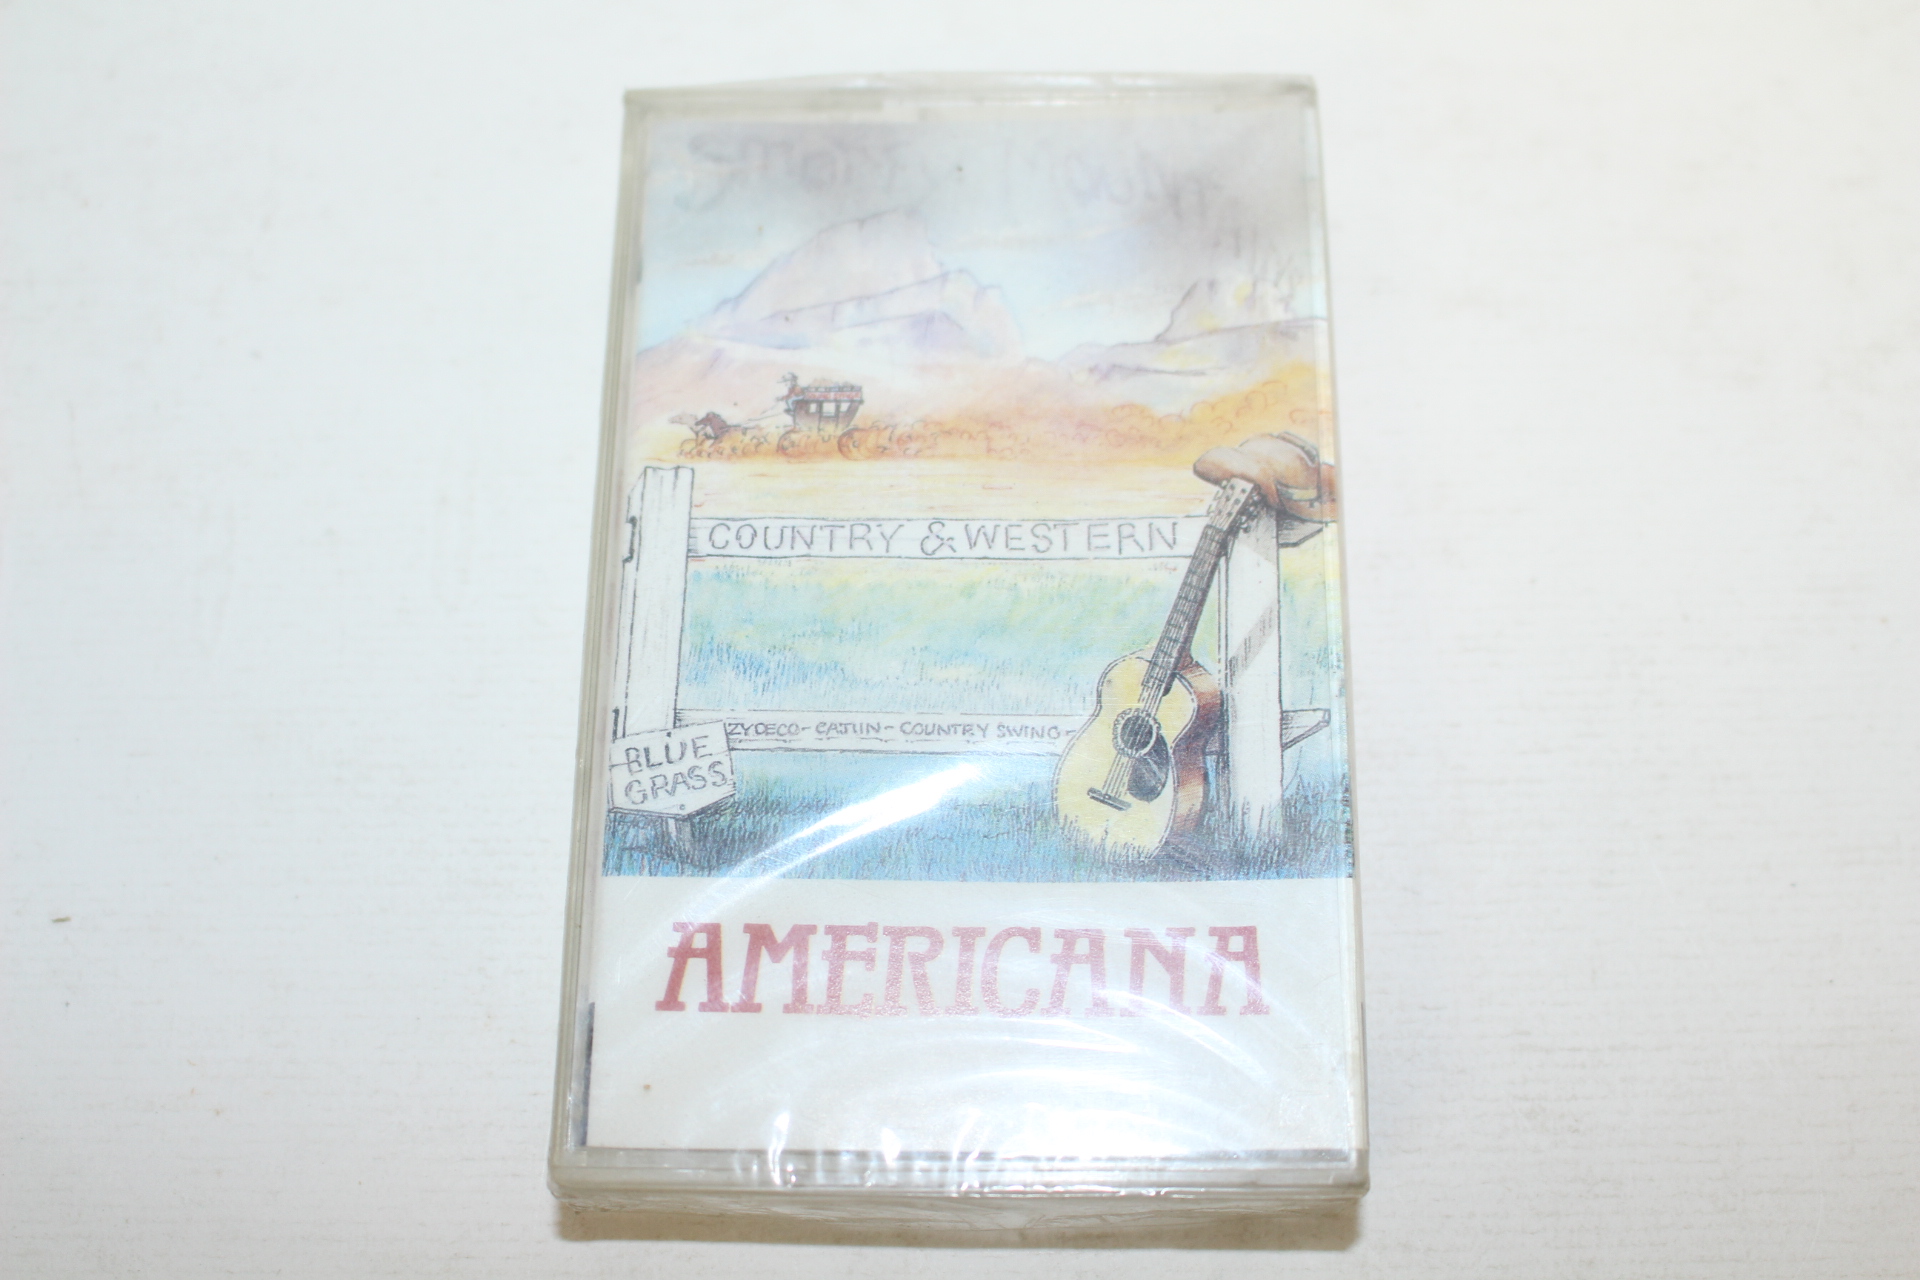 COUNTRY & WESTERN
ZYDECO - CAJUN - COUNTRY SWING -
BLUE
GRASS
AMERICANA